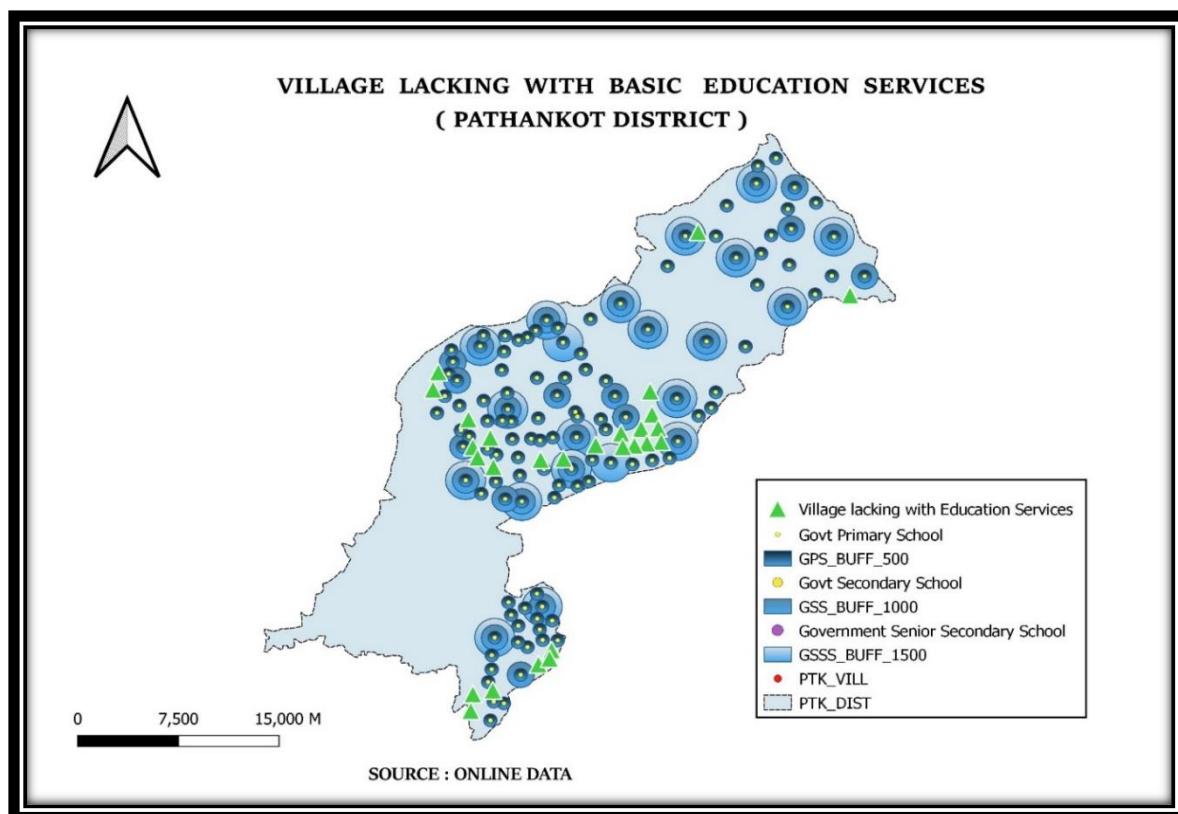 VILLAGE LACKING WITH BASIC EDUCATION SERVICES
( PATHANKOT DISTRICT )
Village lacking with Education Services
Govt Primary School
GPS_BUFF_500
Govt Secondary School
GSS_BUFF_1000
Government Senior Secondary School
GSSS_BUFF_1500
PTK_VILL
PTK_DIST
0 7,500 15,000 M
SOURCE : ONLINE DATA